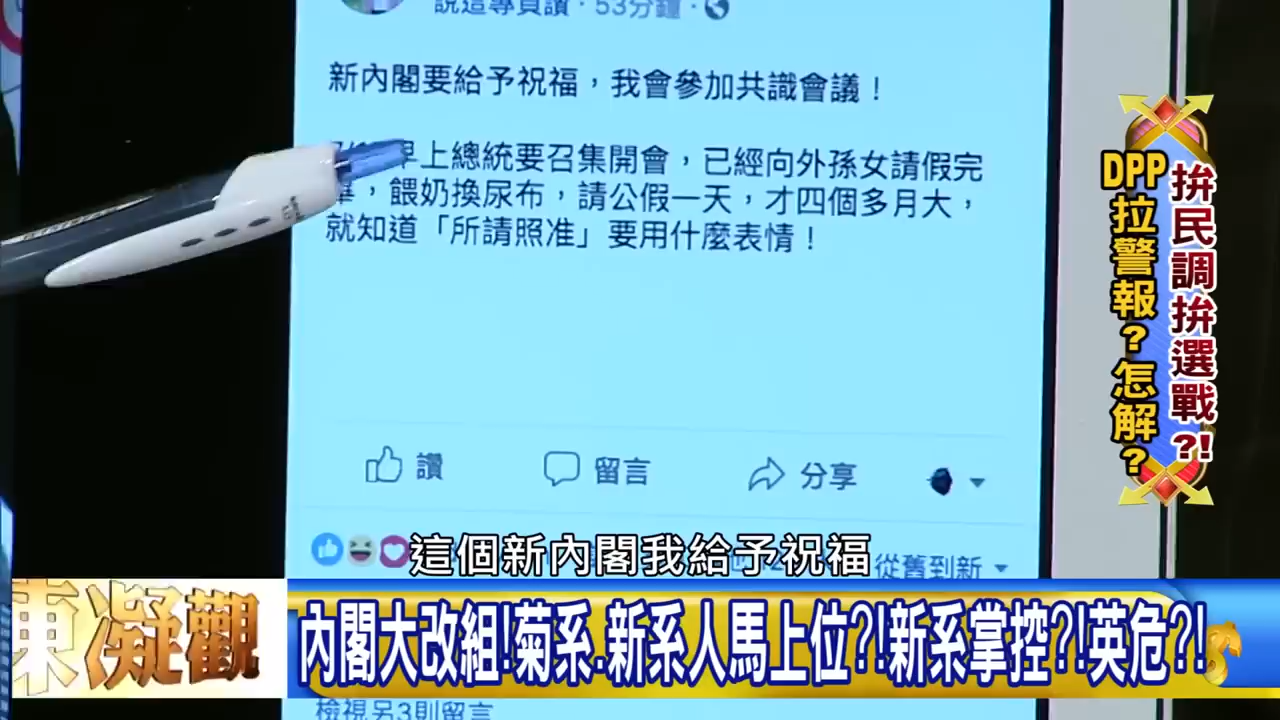 說這專頁讚·53分鐘·
新內閣要給予祝福，我會參加共識會議！
早上總統要召集開會，已經向外孫女請假完
畢，餵奶換尿布，請公假一天，才四個多月大，
就知道「所請照准」要用什麼表情！
讚
留言
分享
從舊到新
檢視另3則留言
拚民調拚選戰?!
DPP拉警報?怎解?
這個新內閣我給予祝福
東凝觀
內閣大改組!菊系.新系人馬上位?!新系掌控?!英危?!